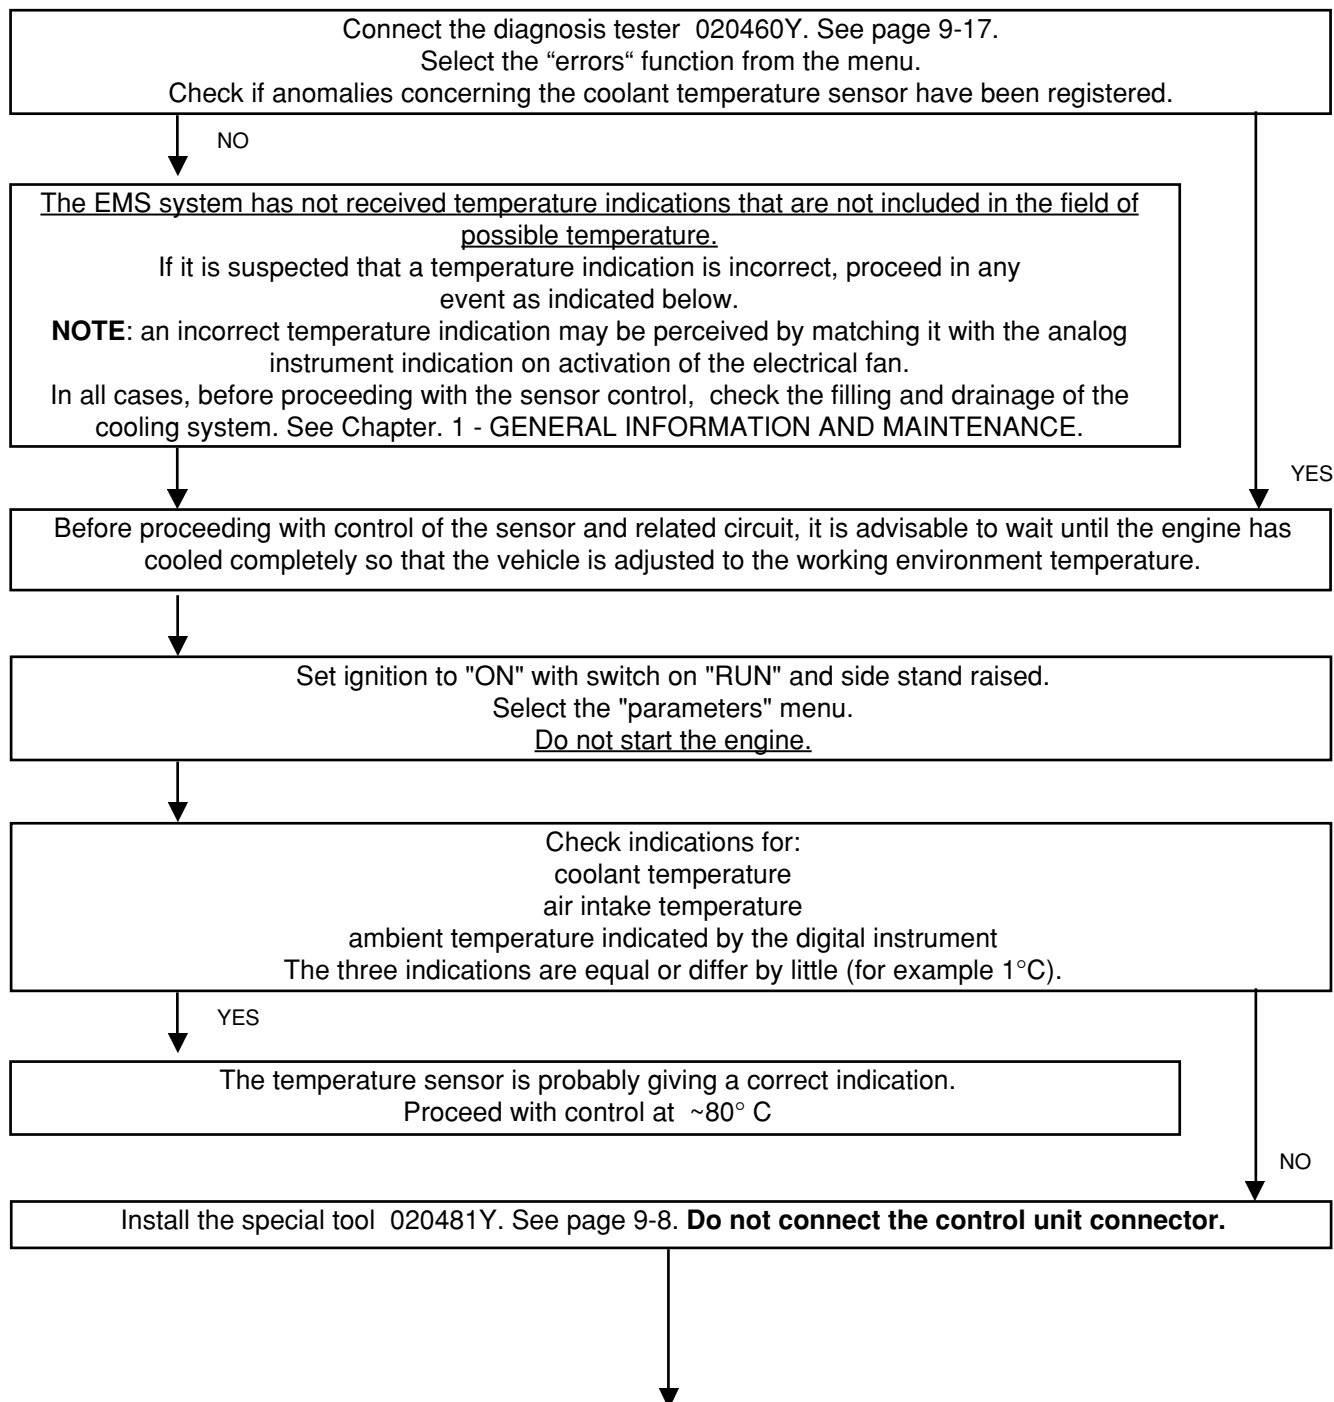 Connect the diagnosis tester  020460Y. See page 9-17.
Select the “errors“ function from the menu.
Check if anomalies concerning the coolant temperature sensor have been registered.
NO
The EMS system has not received temperature indications that are not included in the field of
possible temperature.
If it is suspected that a temperature indication is incorrect, proceed in any
event as indicated below.
NOTE: an incorrect temperature indication may be perceived by matching it with the analog
instrument indication on activation of the electrical fan.
In all cases, before proceeding with the sensor control,  check the filling and drainage of the
cooling system. See Chapter. 1 - GENERAL INFORMATION AND MAINTENANCE.
YES
Before proceeding with control of the sensor and related circuit, it is advisable to wait until the engine has
cooled completely so that the vehicle is adjusted to the working environment temperature.
Set ignition to "ON" with switch on "RUN" and side stand raised.
Select the "parameters" menu.
Do not start the engine.
Check indications for:
coolant temperature
air intake temperature
ambient temperature indicated by the digital instrument
The three indications are equal or differ by little (for example 1°C).
YES
The temperature sensor is probably giving a correct indication.
Proceed with control at  ~80° C
NO
Install the special tool  020481Y. See page 9-8. Do not connect the control unit connector.